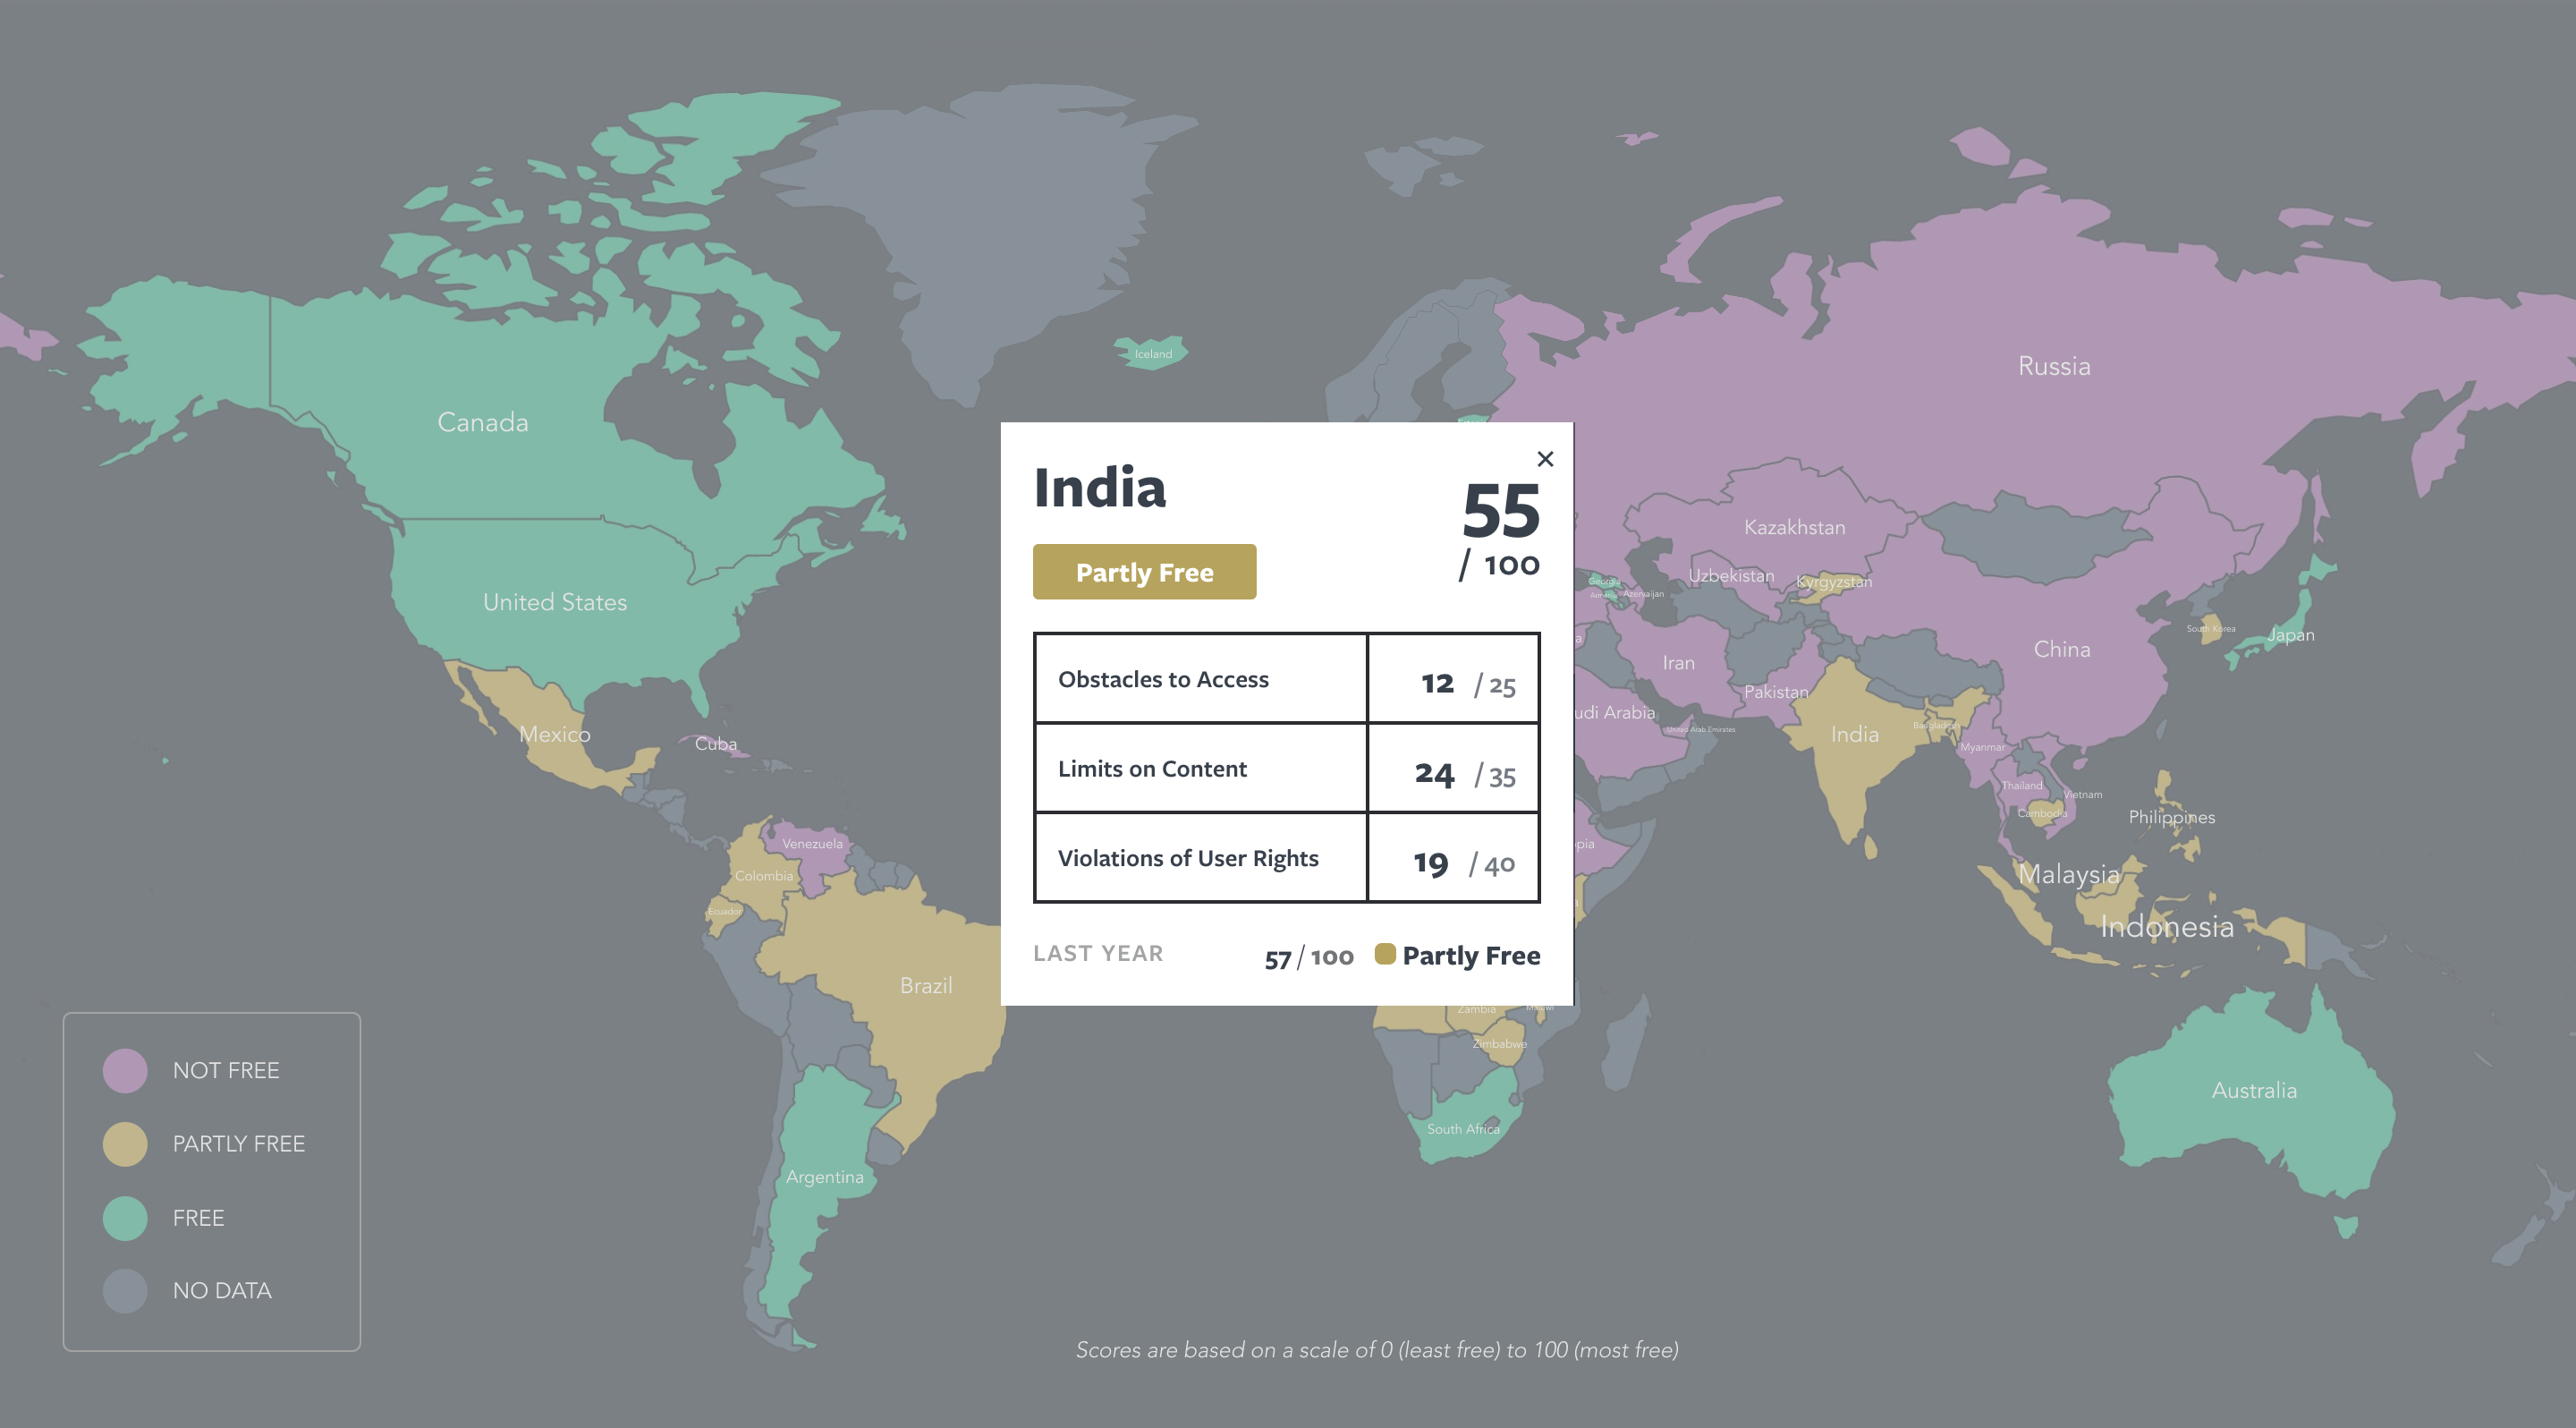 Iceland
Russia
Canada
India
55
/ 100
Partly Free
Kazakhstan
Uzbekistan
Kyrgyzstan
Georgia
Armenia
Azervaijan
United States
South Korea
Japan
China
Iran
Obstacles to Access 12 / 25
Pakistan
udi Arabia
United Arab Emirates
Mexico
Cuba
India
Bangladesh
Myanmar
Limits on Content 24 / 35
Thailand
Vietnam
Cambodia
Philippines
Venezuela
opia
Violations of User Rights 19 / 40
Colombia
Malaysia
Ecuador
Indonesia
LAST YEAR 57 / 100 Partly Free
Brazil
Zambia
Malawi
Zimbabwe
NOT FREE
PARTLY FREE
FREE
NO DATA
South Africa
Australia
Argentina
Scores are based on a scale of 0 (least free) to 100 (most free)